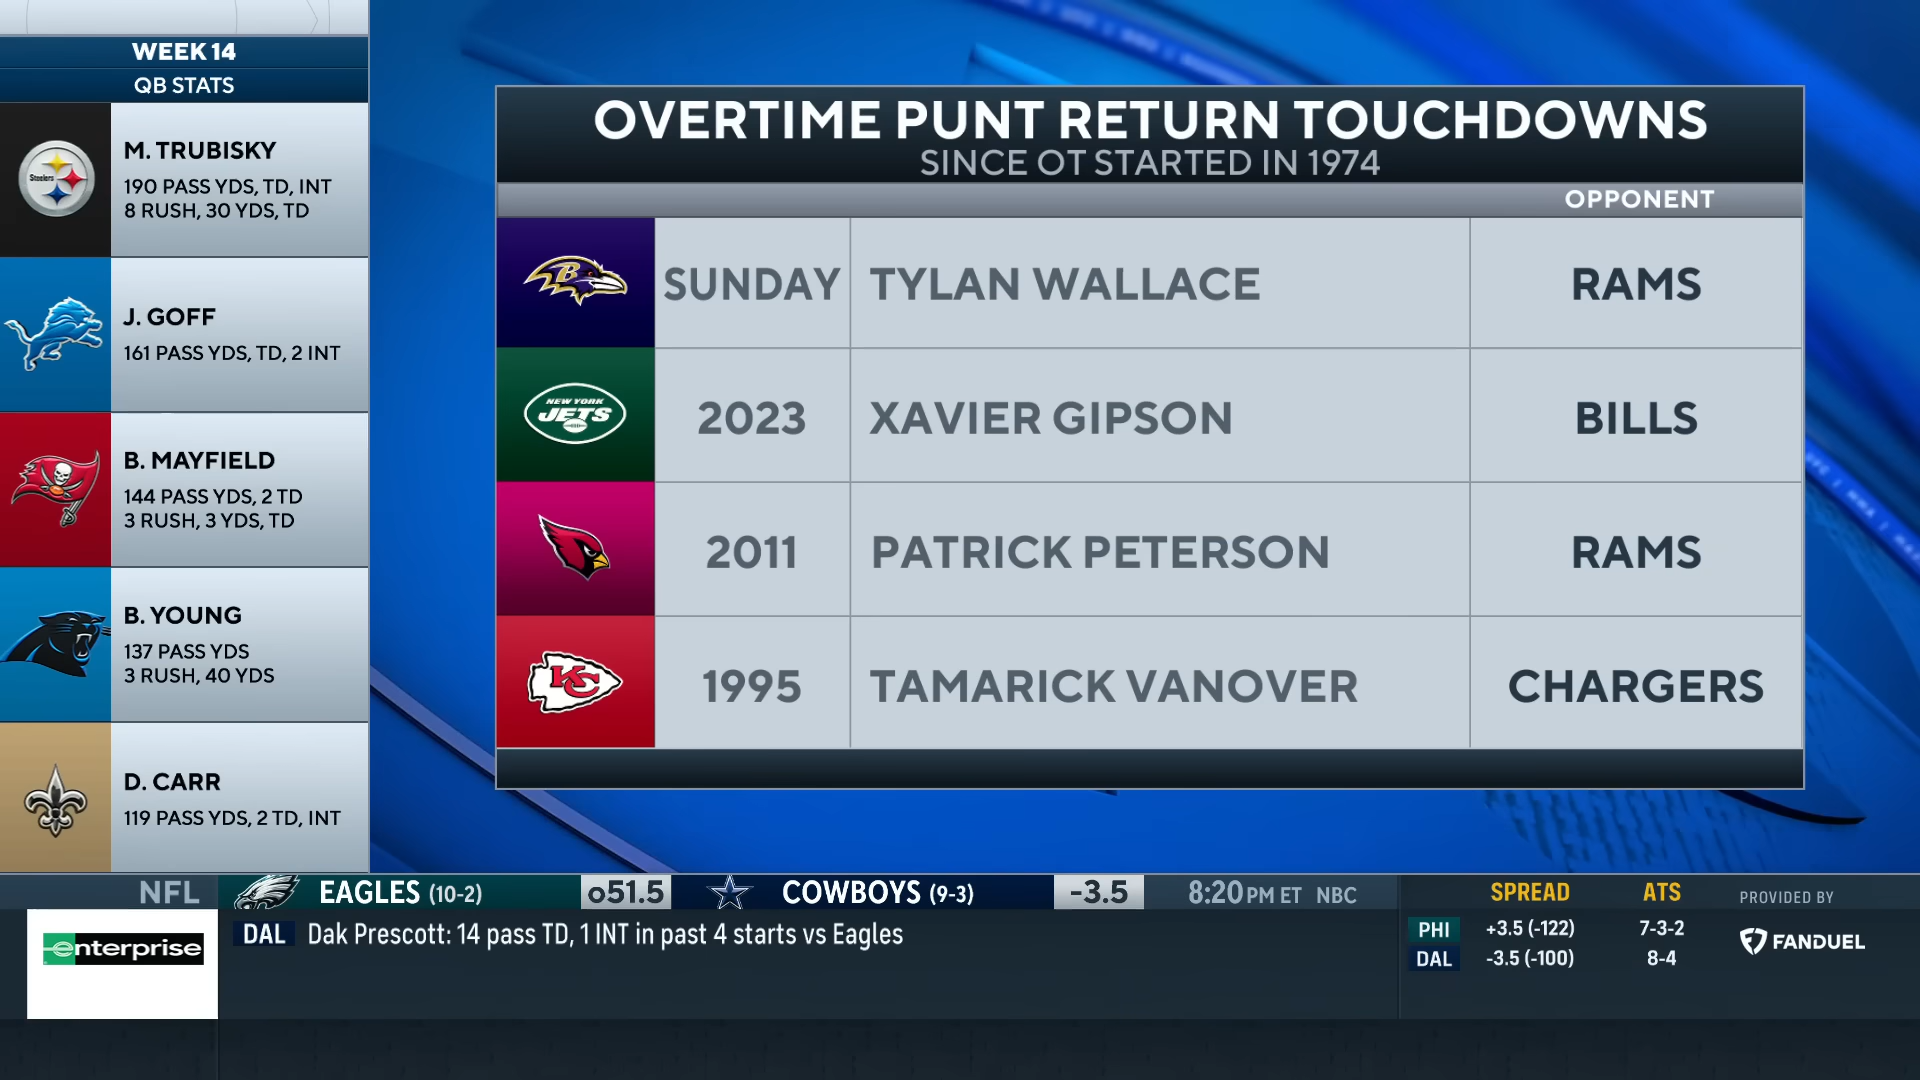 WEEK 14
QB STATS
M. TRUBISKY
190 PASS YDS, TD, INT
8 RUSH, 30 YDS, TD
Steelers
J. GOFF
161 PASS YDS, TD, 2 INT
B. MAYFIELD
144 PASS YDS, 2 TD
3 RUSH, 3 YDS, TD
B. YOUNG
137 PASS YDS
3 RUSH, 40 YDS
D. CARR
119 PASS YDS, 2 TD, INT
OVERTIME PUNT RETURN TOUCHDOWNS
SINCE OT STARTED IN 1974
OPPONENT
B SUNDAY TYLAN WALLACE RAMS
NEW YORK
JETS 2023 XAVIER GIPSON BILLS
2011 PATRICK PETERSON RAMS
KC 1995 TAMARICK VANOVER CHARGERS
NFL EAGLES (10-2) o51.5 COWBOYS (9-3) -3.5 8:20 PM ET NBC
enterprise
DAL Dak Prescott: 14 pass TD, 1 INT in past 4 starts vs Eagles
SPREAD ATS PROVIDED BY
PHI +3.5 (-122) 7-3-2
DAL -3.5 (-100) 8-4
FANDUEL